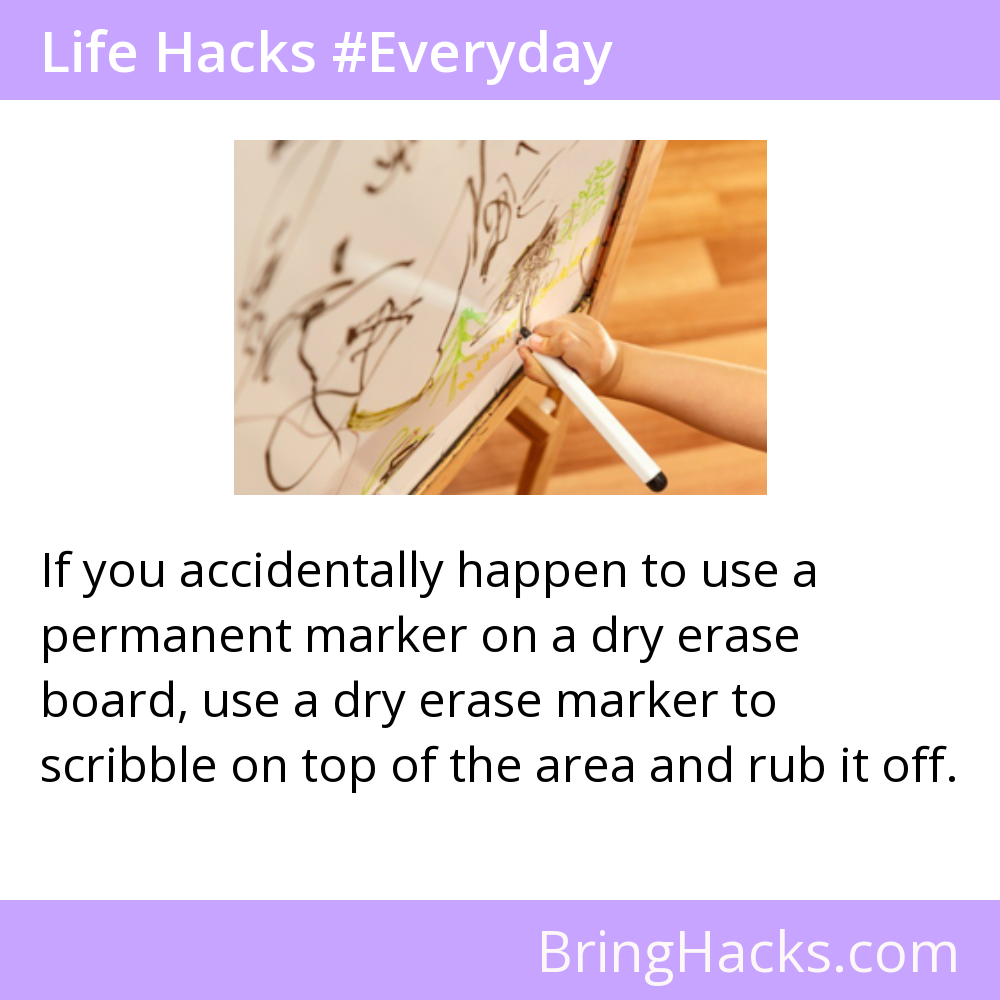 Life Hacks #Everyday
If you accidentally happen to use a
permanent marker on a dry erase
board, use a dry erase marker to
scribble on top of the area and rub it off.
BringHacks.com